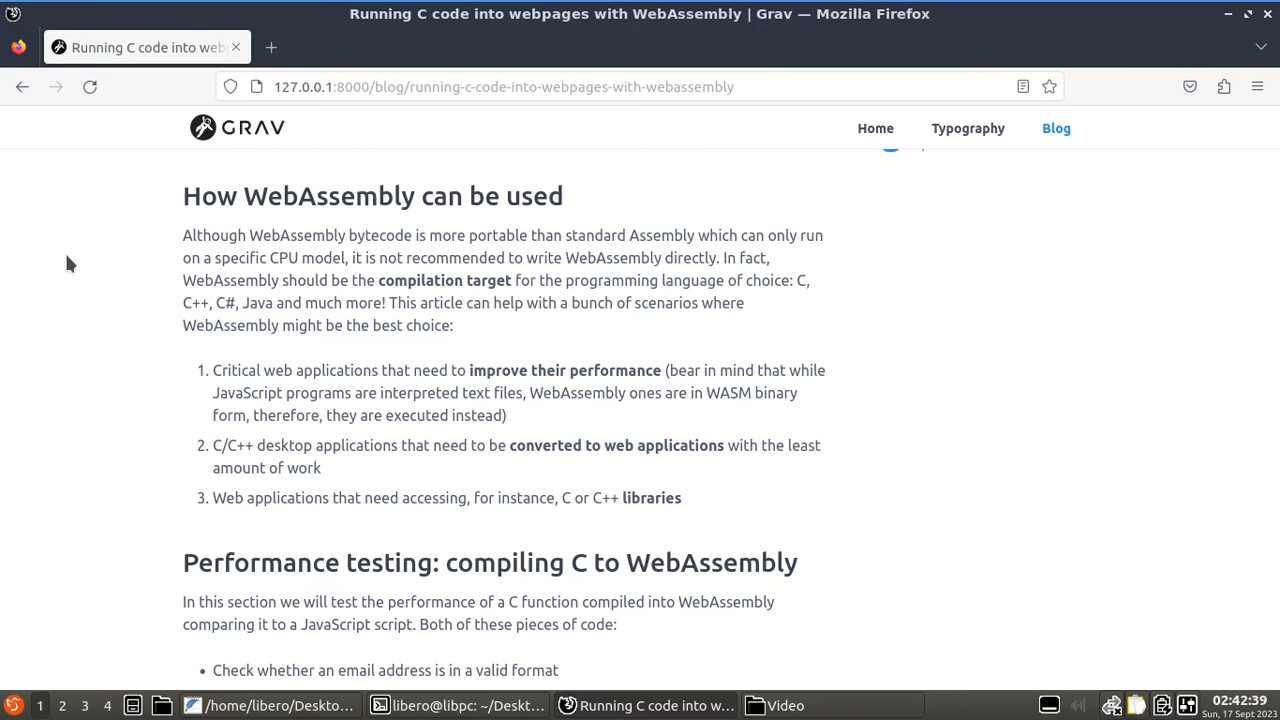 Running C code into webpages with WebAssembly | Grav — Mozilla Firefox
Running C code into web
127.0.0.1:8000/blog/running-c-code-into-webpages-with-webassembly
GRAV
Home Typography Blog
How WebAssembly can be used
Although WebAssembly bytecode is more portable than standard Assembly which can only run
on a specific CPU model, it is not recommended to write WebAssembly directly. In fact,
WebAssembly should be the compilation target for the programming language of choice: C,
C++, C#, Java and much more! This article can help with a bunch of scenarios where
WebAssembly might be the best choice:
1. Critical web applications that need to improve their performance (bear in mind that while
JavaScript programs are interpreted text files, WebAssembly ones are in WASM binary
form, therefore, they are executed instead)
2. C/C++ desktop applications that need to be converted to web applications with the least
amount of work
3. Web applications that need accessing, for instance, C or C++ libraries
Performance testing: compiling C to WebAssembly
In this section we will test the performance of a C function compiled into WebAssembly
comparing it to a JavaScript script. Both of these pieces of code:
• Check whether an email address is in a valid format
1 2 3 4 /home/libero/Deskto... libero@libpc: ~/Deskt... Running C code into w... Video 02:42:39
Sun, 17 Sept 2023